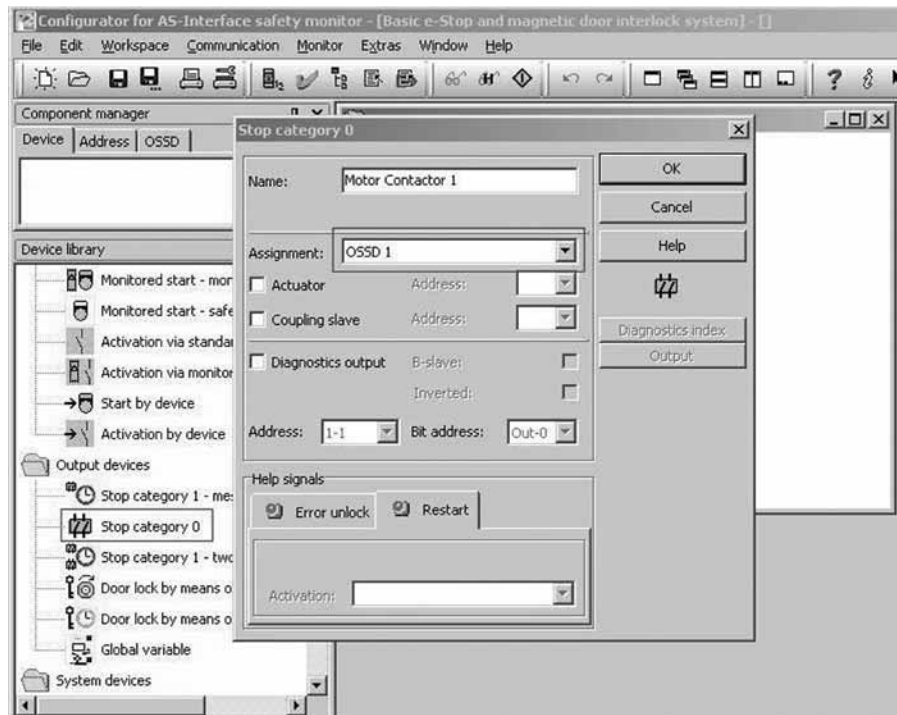 Configurator for AS-Interface safety monitor - [Basic e-Stop and magnetic door interlock system] - []
File Edit Workspace Communication Monitor Extras Window Help
Component manager
Device Address OSSD
Device library
Monitored start - mor
Monitored start - safe
Activation via standar
Activation via monitor
Start by device
Activation by device
Output devices
Stop category 1 - me
Stop category 0
Stop category 1 - two
Door lock by means o
Door lock by means o
Global variable
System devices
Stop category 0
Name: Motor Contactor 1
Assignment: OSSD 1
Actuator Address:
Coupling slave Address:
Diagnostics output B-slave:
Inverted:
Address: 1-1 Bit address: Out-0
Help signals
Error unlock Restart
Activation:
OK
Cancel
Help
Diagnostics index
Output